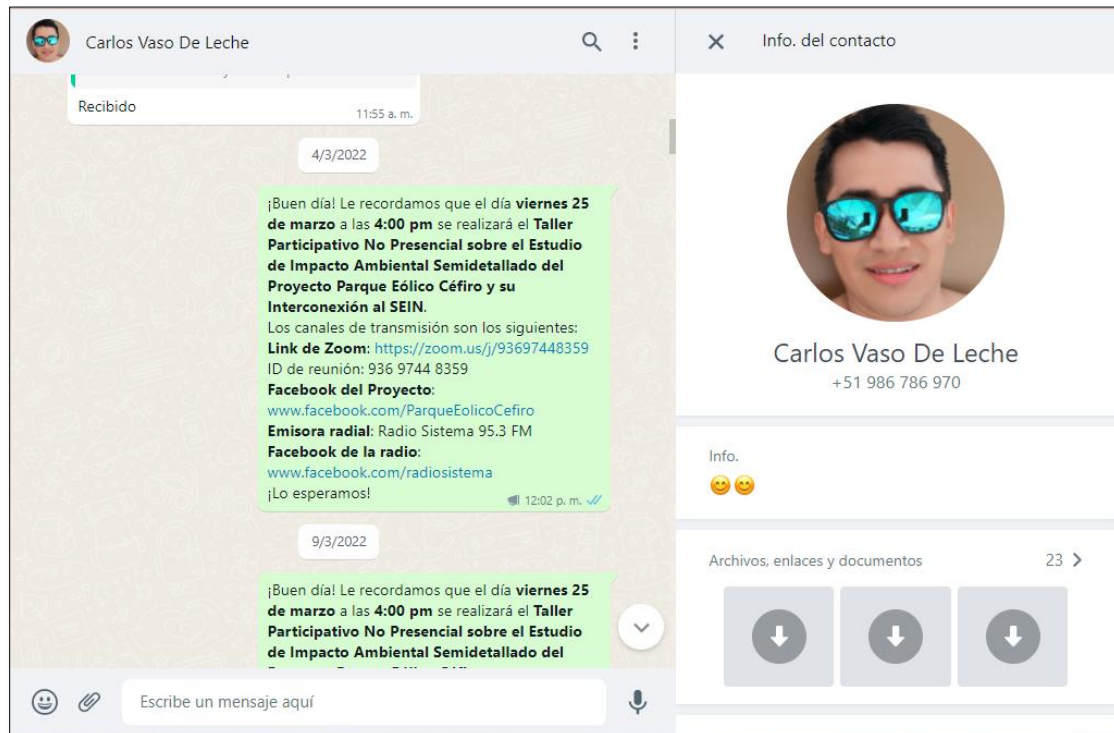 Carlos Vaso De Leche
Recibido
11:55 a. m.
4/3/2022
¡Buen día! Le recordamos que el día viernes 25
de marzo a las 4:00 pm se realizará el Taller
Participativo No Presencial sobre el Estudio
de Impacto Ambiental Semidetallado del
Proyecto Parque Eólico Céfiro y su
Interconexión al SEIN.
Los canales de transmisión son los siguientes:
Link de Zoom: https://zoom.us/j/93697448359
ID de reunión: 936 9744 8359
Facebook del Proyecto:
www.facebook.com/ParqueEolicoCefiro
Emisora radial: Radio Sistema 95.3 FM
Facebook de la radio:
www.facebook.com/radiosistema
¡Lo esperamos!
12:02 p. m.
9/3/2022
¡Buen día! Le recordamos que el día viernes 25
de marzo a las 4:00 pm se realizará el Taller
Participativo No Presencial sobre el Estudio
de Impacto Ambiental Semidetallado del
Escribe un mensaje aquí
Info. del contacto
Carlos Vaso De Leche
+51 986 786 970
Info.
Archivos, enlaces y documentos
23